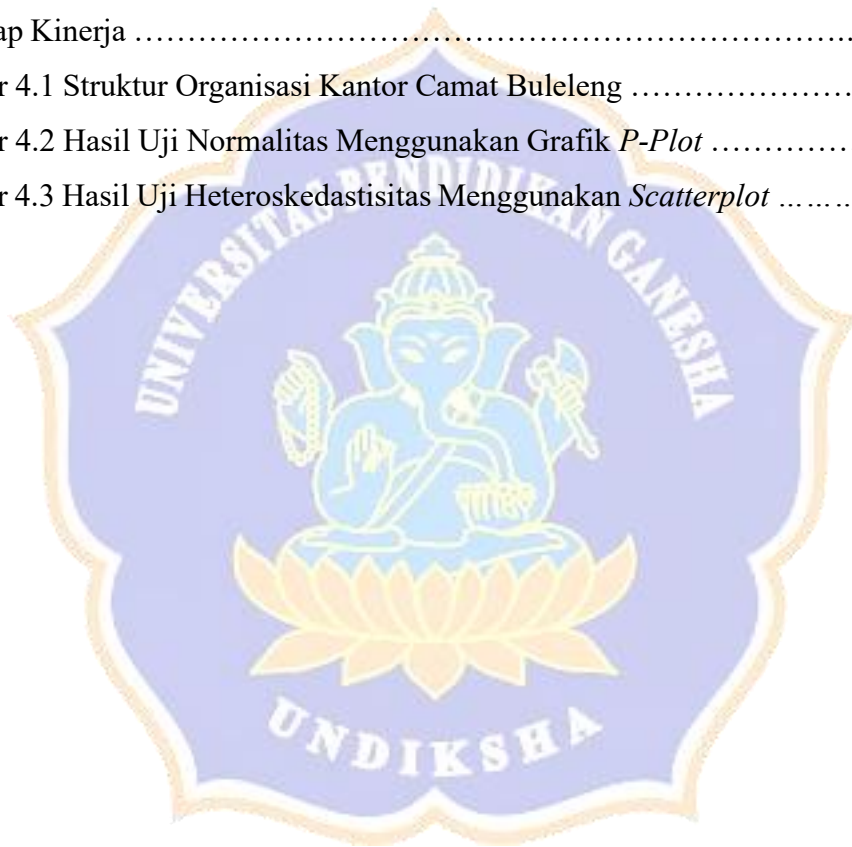 ap Kinerja ……………………………………………………………..
r 4.1 Struktur Organisasi Kantor Camat Buleleng …………………
r 4.2 Hasil Uji Normalitas Menggunakan Grafik P-Plot ………….
r 4.3 Hasil Uji Heteroskedastisitas Menggunakan Scatterplot ……..
UNIVERSITAS PENDIDIKAN GANESHA
UNDIKSHA